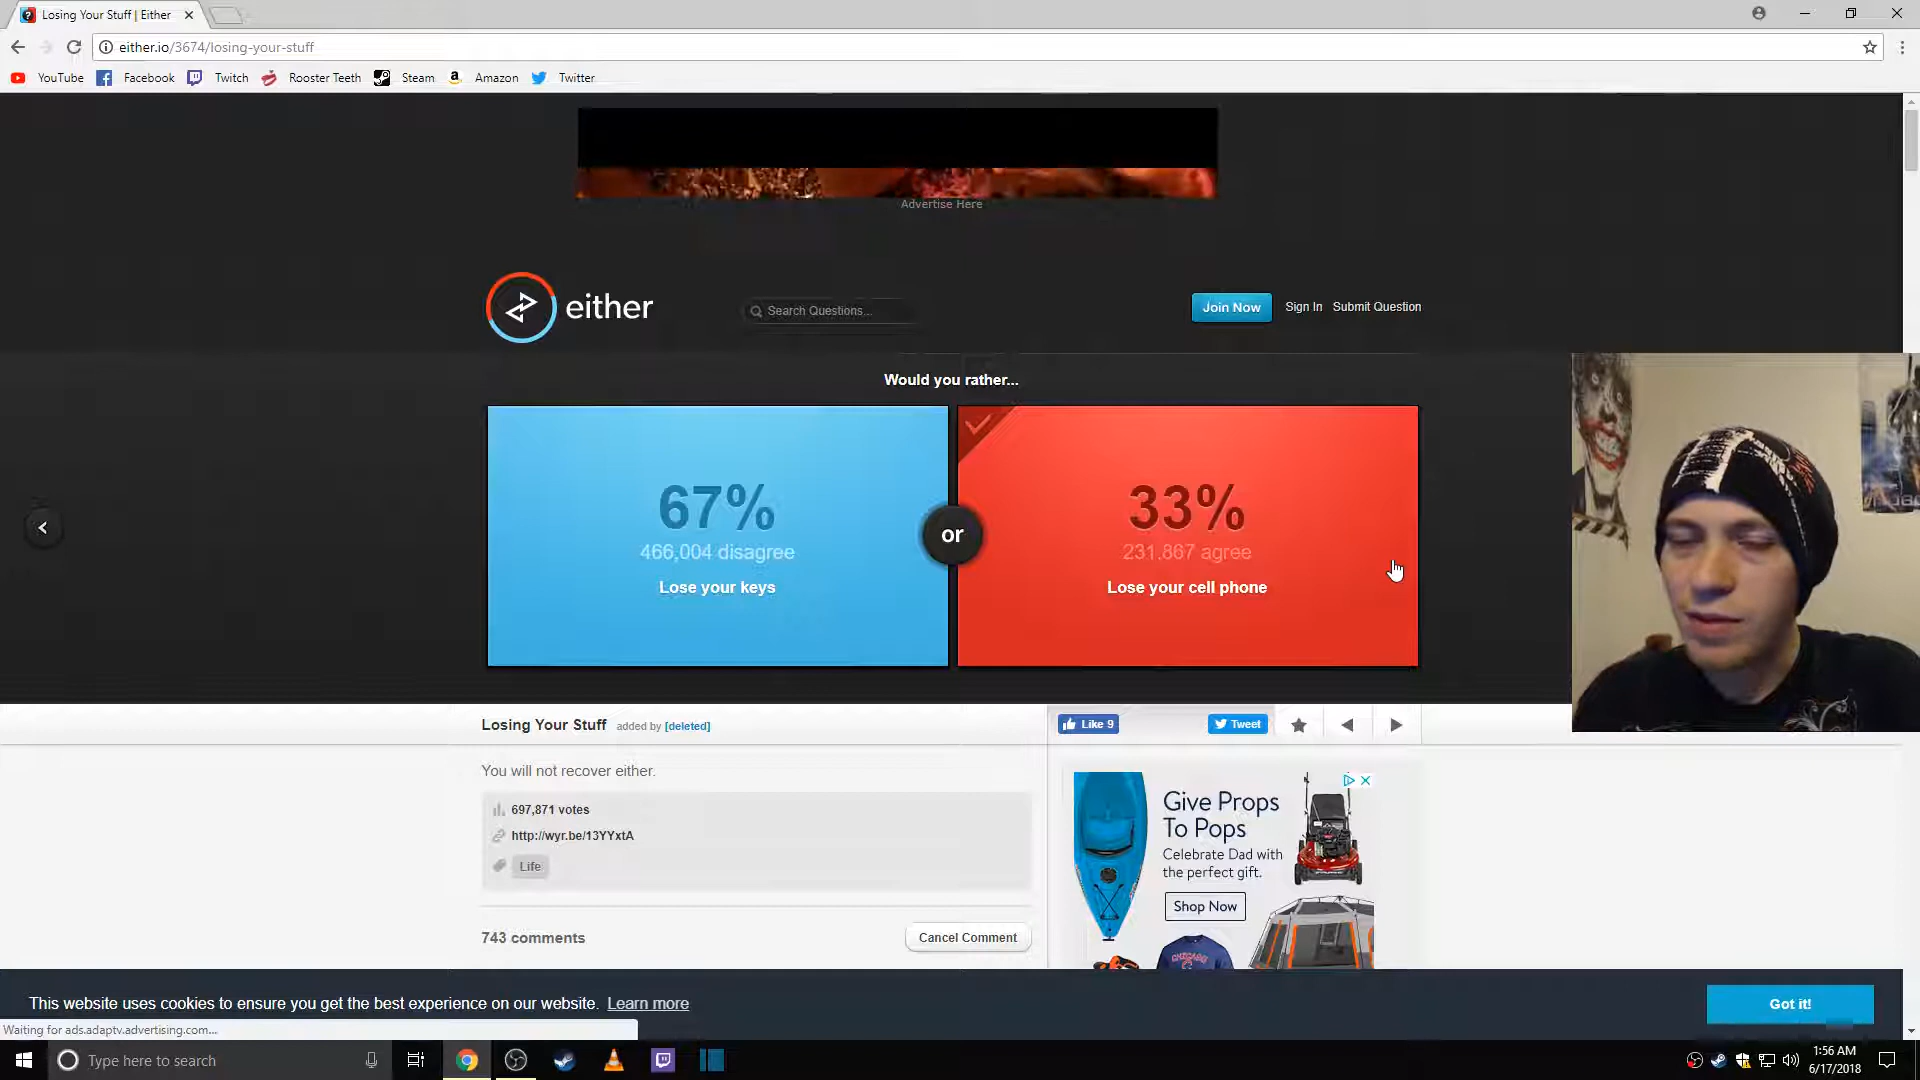 Losing Your Stuff | Either
either.io/3674/losing-your-stuff
YouTube Facebook Twitch Rooster Teeth Steam Amazon Twitter
Advertise Here
either
Search Questions...
Join Now Sign In Submit Question
Would you rather...
67%
466,004 disagree
Lose your keys
or
33%
231,867 agree
Lose your cell phone
Losing Your Stuff added by [deleted]
Like 9
Tweet
You will not recover either.
697,871 votes
http://wyr.be/13YYxtA
Life
743 comments
Cancel Comment
Give Props
To Pops
Celebrate Dad with
the perfect gift.
Shop Now
CHICAGO
This website uses cookies to ensure you get the best experience on our website. Learn more
Got it!
Waiting for ads.adaptv.advertising.com...
Type here to search
1:56 AM
6/17/2018